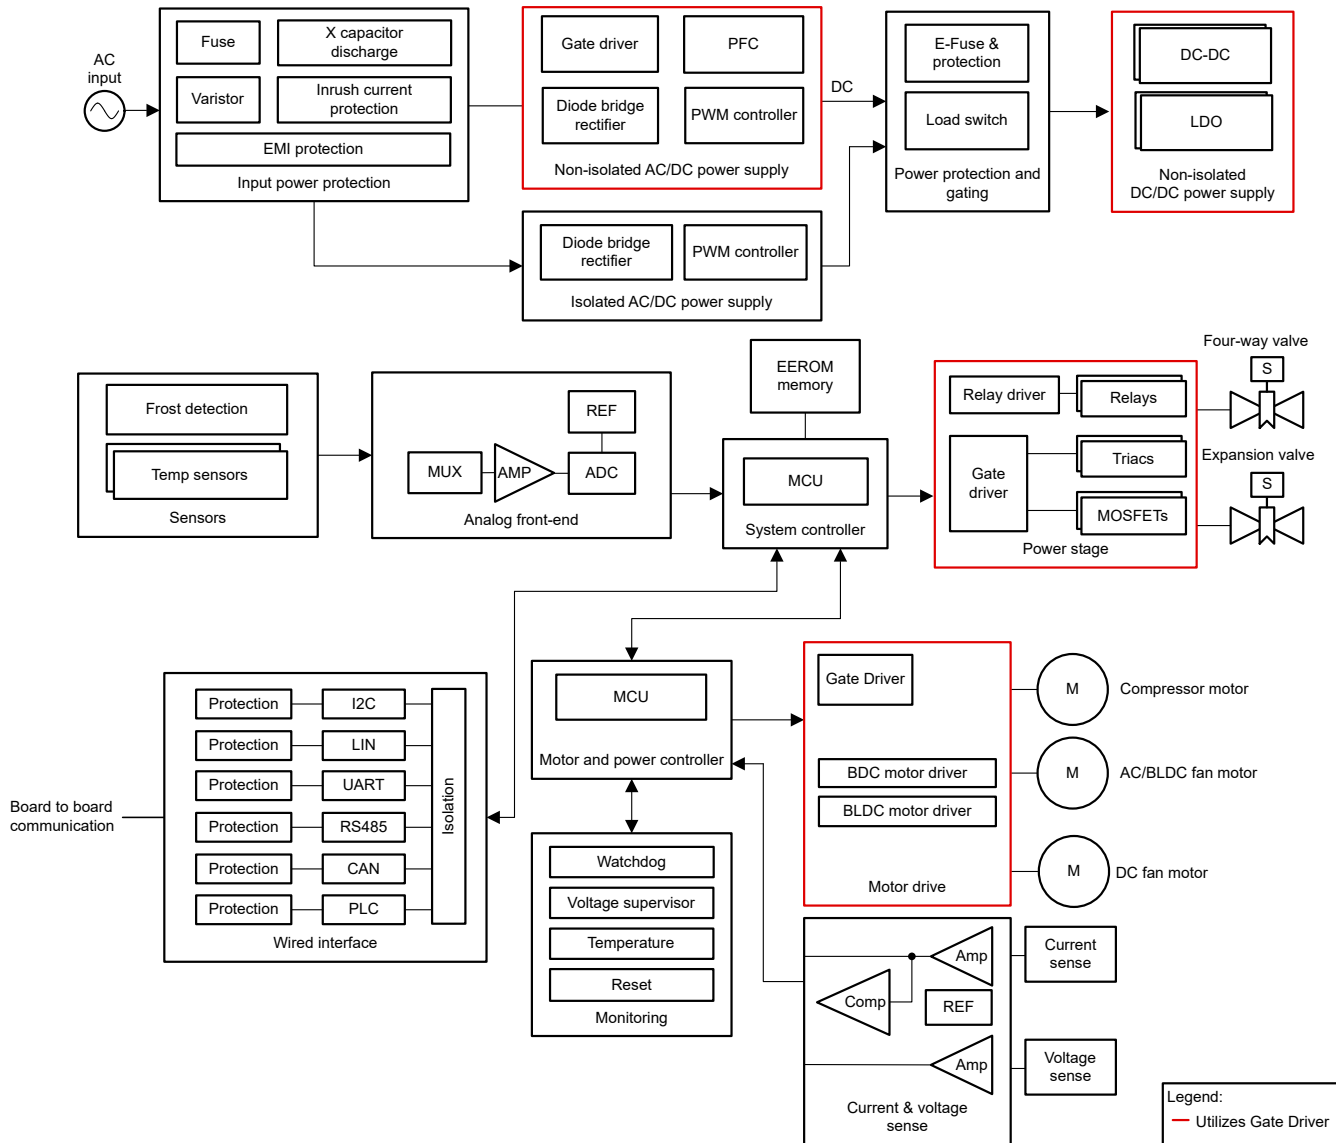 AC
input
Fuse
X capacitor
discharge
Varistor
Inrush current
protection
EMI protection
Input power protection
Gate driver
PFC
Diode bridge
rectifier
PWM controller
Non-isolated AC/DC power supply
DC
E-Fuse &
protection
Load switch
Power protection and
gating
DC-DC
LDO
Non-isolated
DC/DC power supply
Diode bridge
rectifier
PWM controller
Isolated AC/DC power supply
Frost detection
Temp sensors
Sensors
REF
MUX
AMP
ADC
Analog front-end
EEROM
memory
MCU
System controller
Relay driver
Relays
Gate
driver
Triacs
MOSFETs
Power stage
Four-way valve
S
Expansion valve
S
Board to board
communication
Protection
I2C
Protection
LIN
Protection
UART
Protection
RS485
Protection
CAN
Protection
PLC
Isolation
Wired interface
MCU
Motor and power controller
Watchdog
Voltage supervisor
Temperature
Reset
Monitoring
Gate Driver
BDC motor driver
BLDC motor driver
Motor drive
M
Compressor motor
M
AC/BLDC fan motor
M
DC fan motor
Amp
Comp
REF
Amp
Current & voltage
sense
Current
sense
Voltage
sense
Legend:
Utilizes Gate Driver